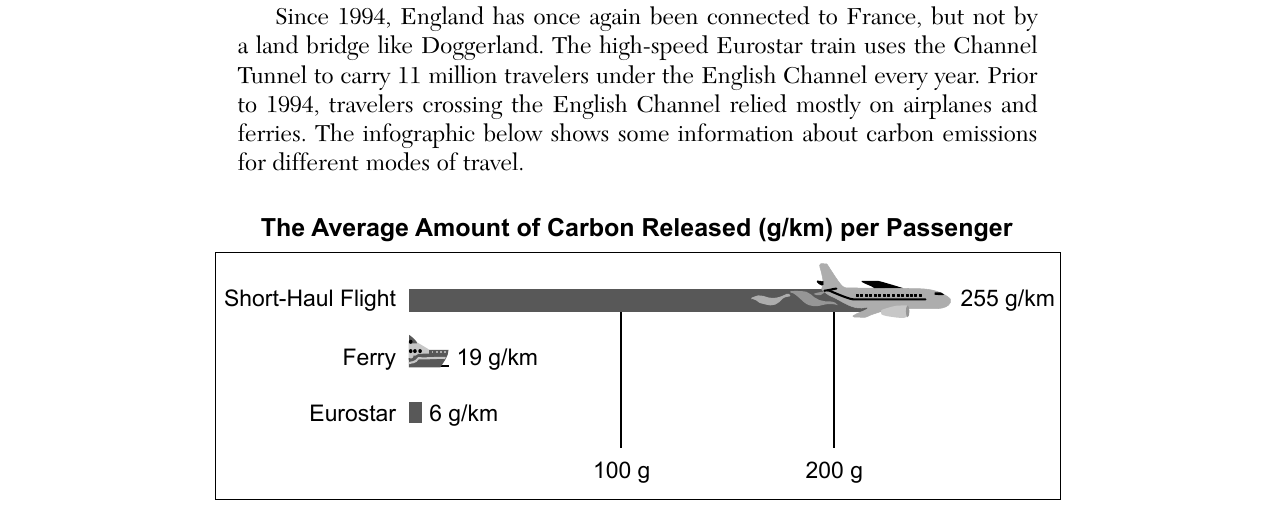 Since 1994, England has once again been connected to France, but not by
a land bridge like Doggerland. The high-speed Eurostar train uses the Channel
Tunnel to carry 11 million travelers under the English Channel every year. Prior
to 1994, travelers crossing the English Channel relied mostly on airplanes and
ferries. The infographic below shows some information about carbon emissions
for different modes of travel.
The Average Amount of Carbon Released (g/km) per Passenger
Short-Haul Flight 255 g/km
Ferry 19 g/km
Eurostar 6 g/km
100 g 200 g